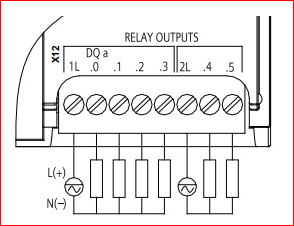 RELAY OUTPUTS
X12
DQ a
1L .0 .1 .2 .3 2L .4 .5
L(+)
N(−)